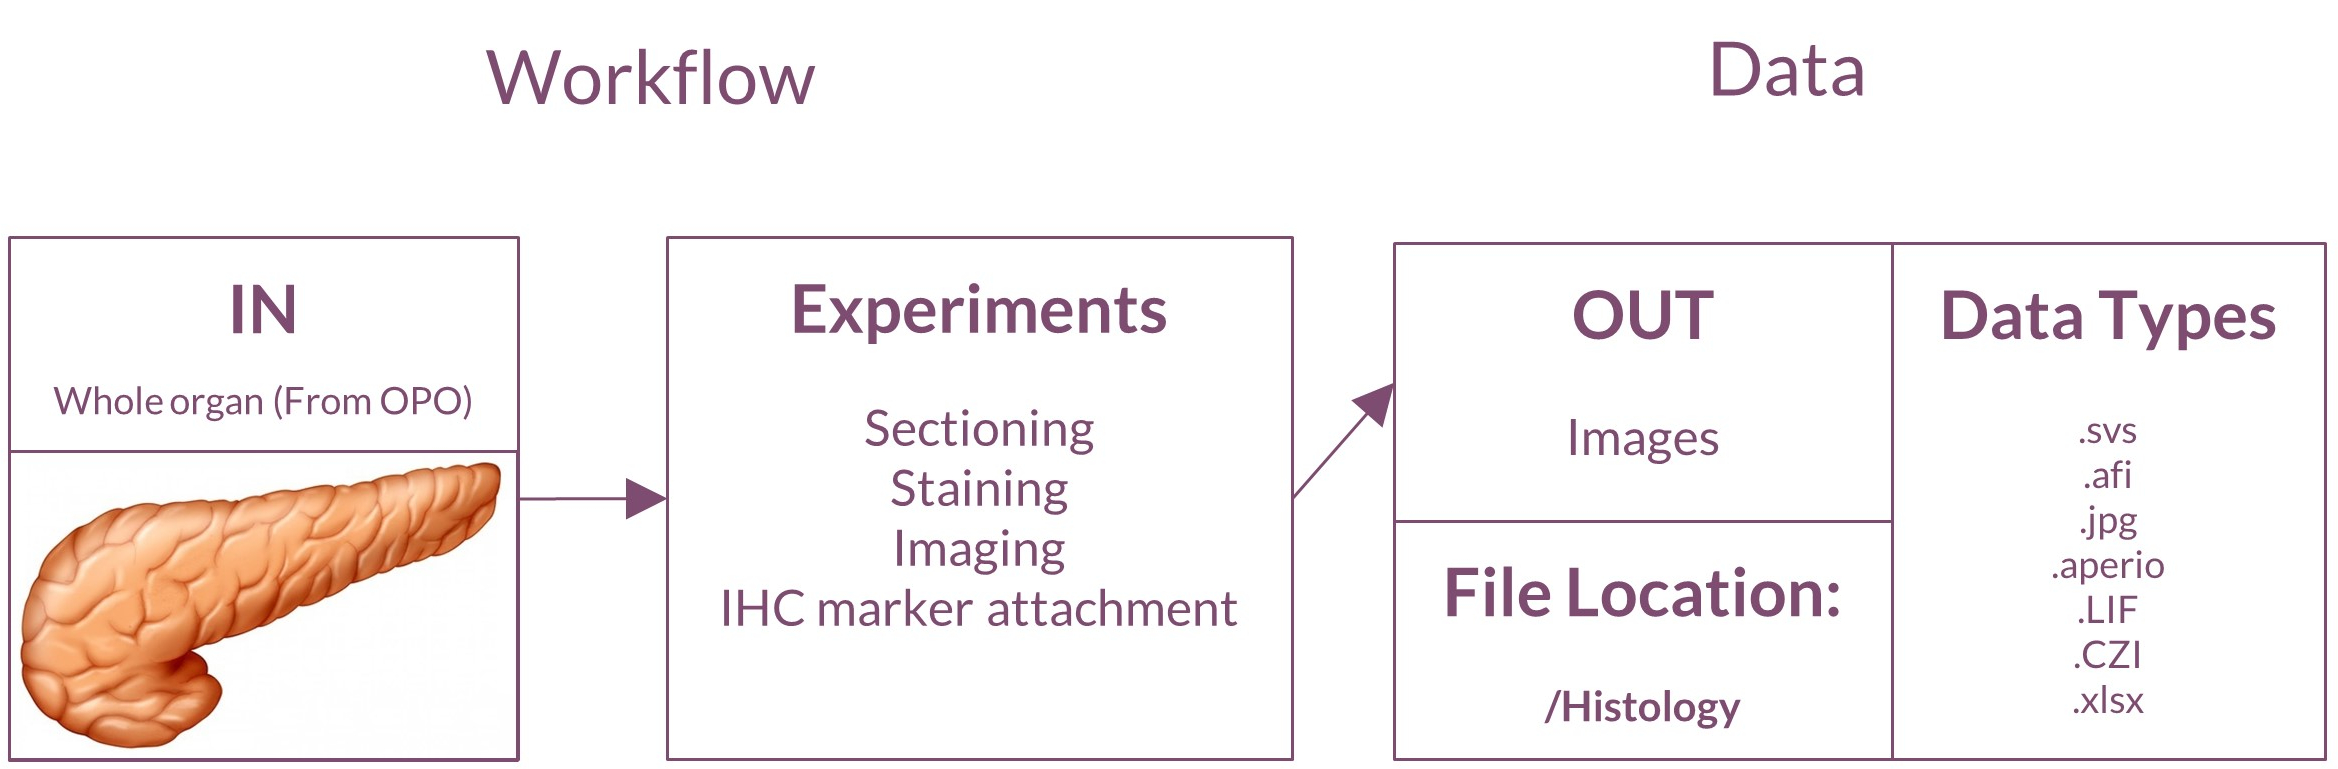 Workflow
Data
IN
Whole organ (From OPO)
Experiments
Sectioning
Staining
Imaging
IHC marker attachment
OUT
Images
File Location:
/Histology
Data Types
.svs
.afi
.jpg
.aperio
.LIF
.CZI
.xlsx